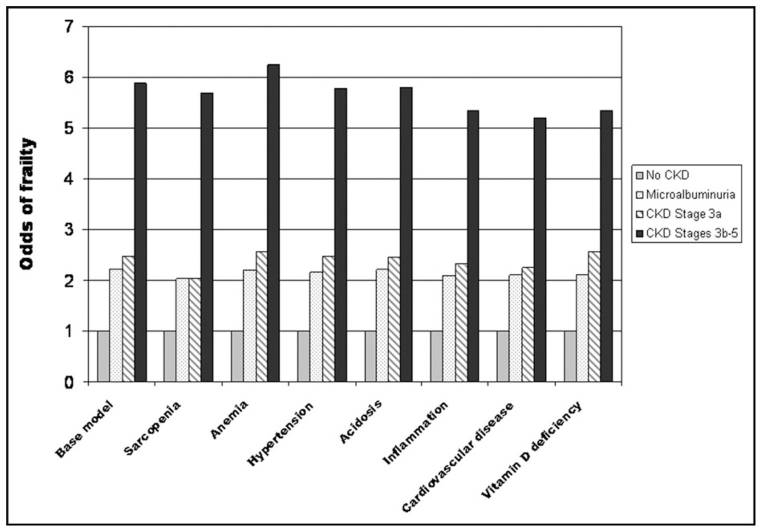 7
6
5
4
3
2
1
0
Odds of frailty
Base model
Sarcopenia
Anemia
Hypertension
Acidosis
Inflammation
Cardiovascular disease
Vitamin D deficiency
No CKD
Microalbuminuria
CKD Stage 3a
CKD Stages 3b-5